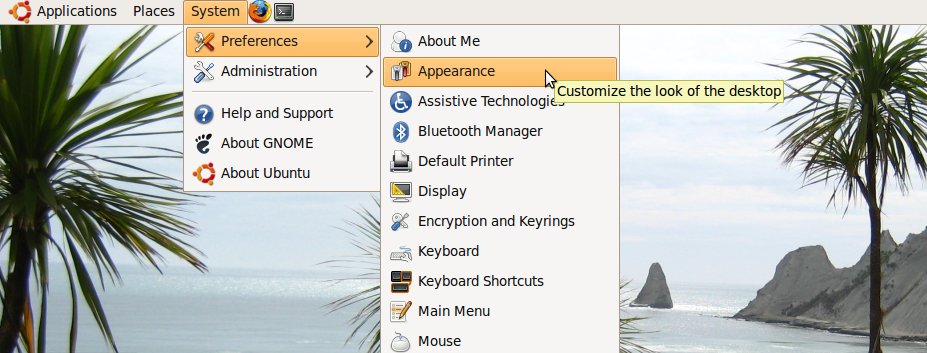 Applications Places System
Preferences
Administration
Help and Support
About GNOME
About Ubuntu
About Me
Appearance
Customize the look of the desktop
Assistive Technologies
Bluetooth Manager
Default Printer
Display
Encryption and Keyrings
Keyboard
Keyboard Shortcuts
Main Menu
Mouse